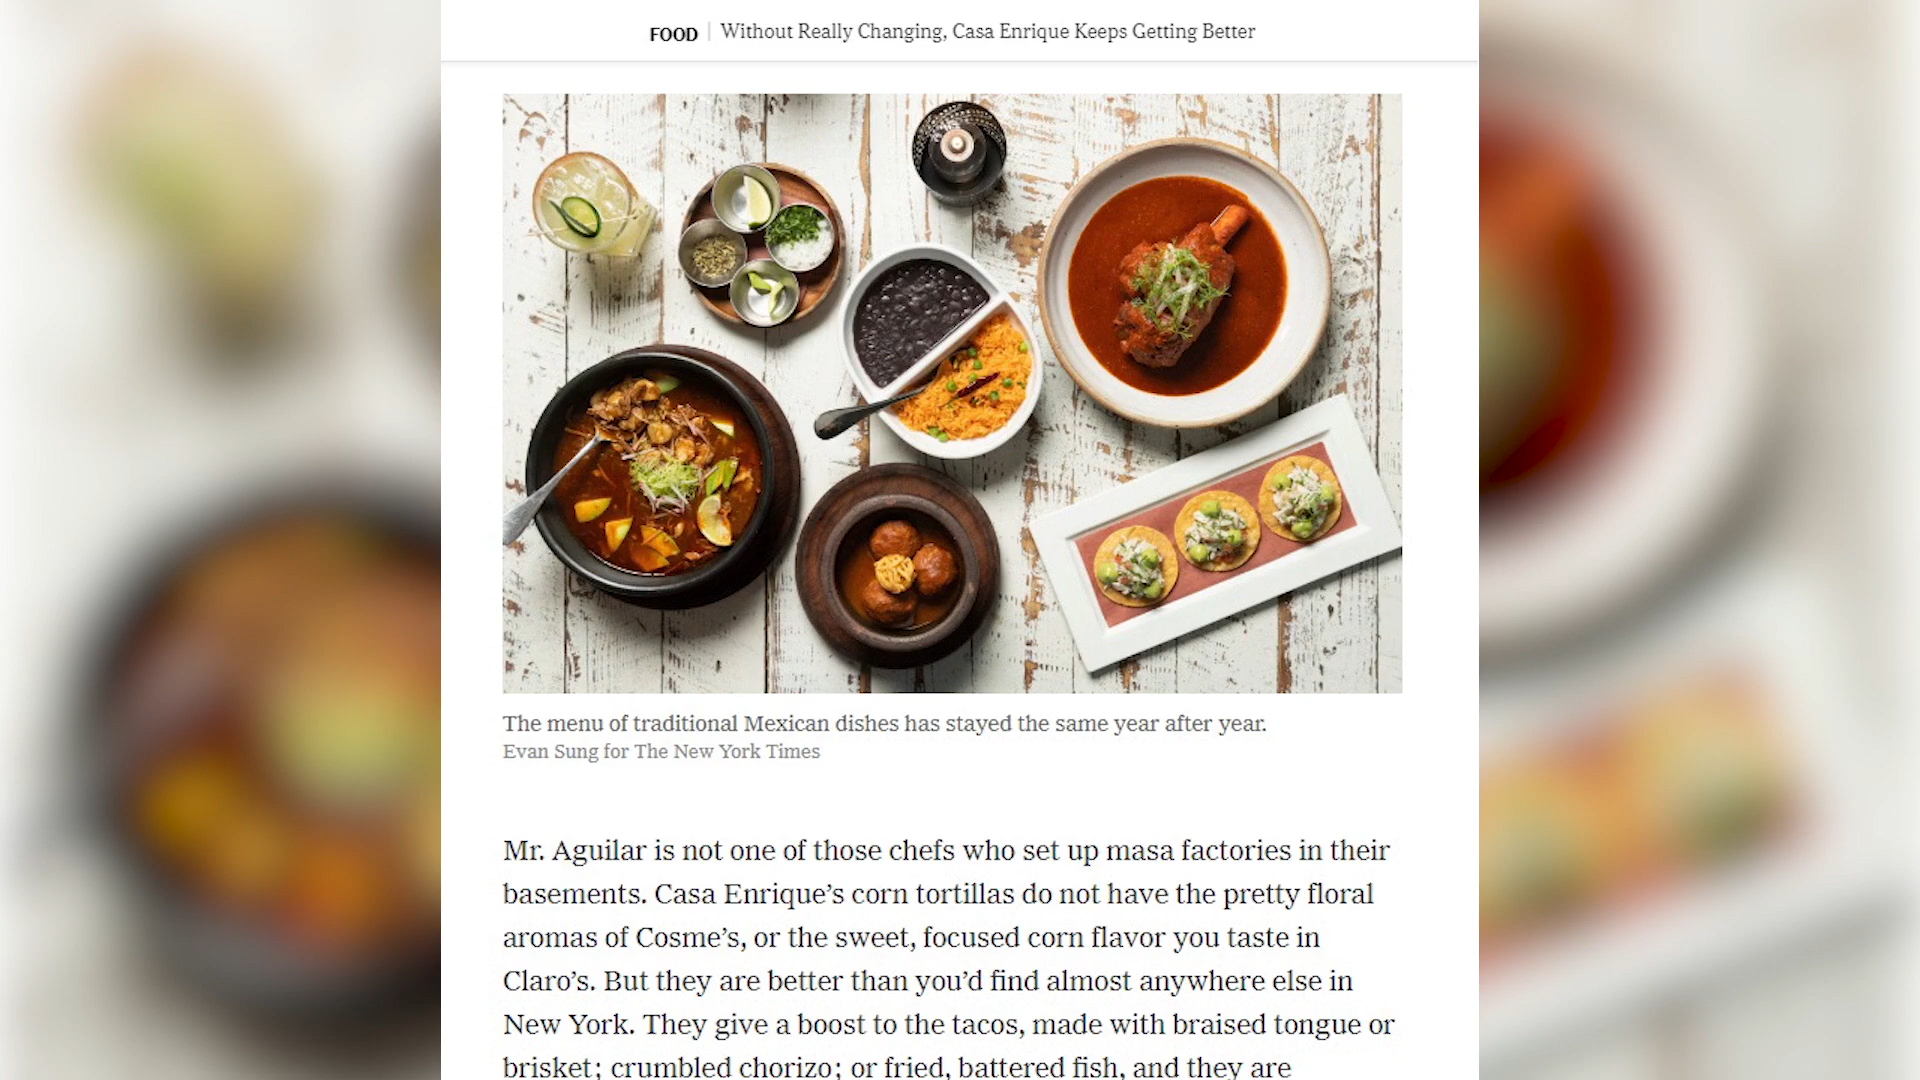 FOOD | Without Really Changing, Casa Enrique Keeps Getting Better
The menu of traditional Mexican dishes has stayed the same year after year.
Evan Sung for The New York Times
Mr. Aguilar is not one of those chefs who set up masa factories in their
basements. Casa Enrique’s corn tortillas do not have the pretty floral
aromas of Cosme’s, or the sweet, focused corn flavor you taste in
Claro’s. But they are better than you’d find almost anywhere else in
New York. They give a boost to the tacos, made with braised tongue or
brisket; crumbled chorizo; or fried, battered fish, and they are